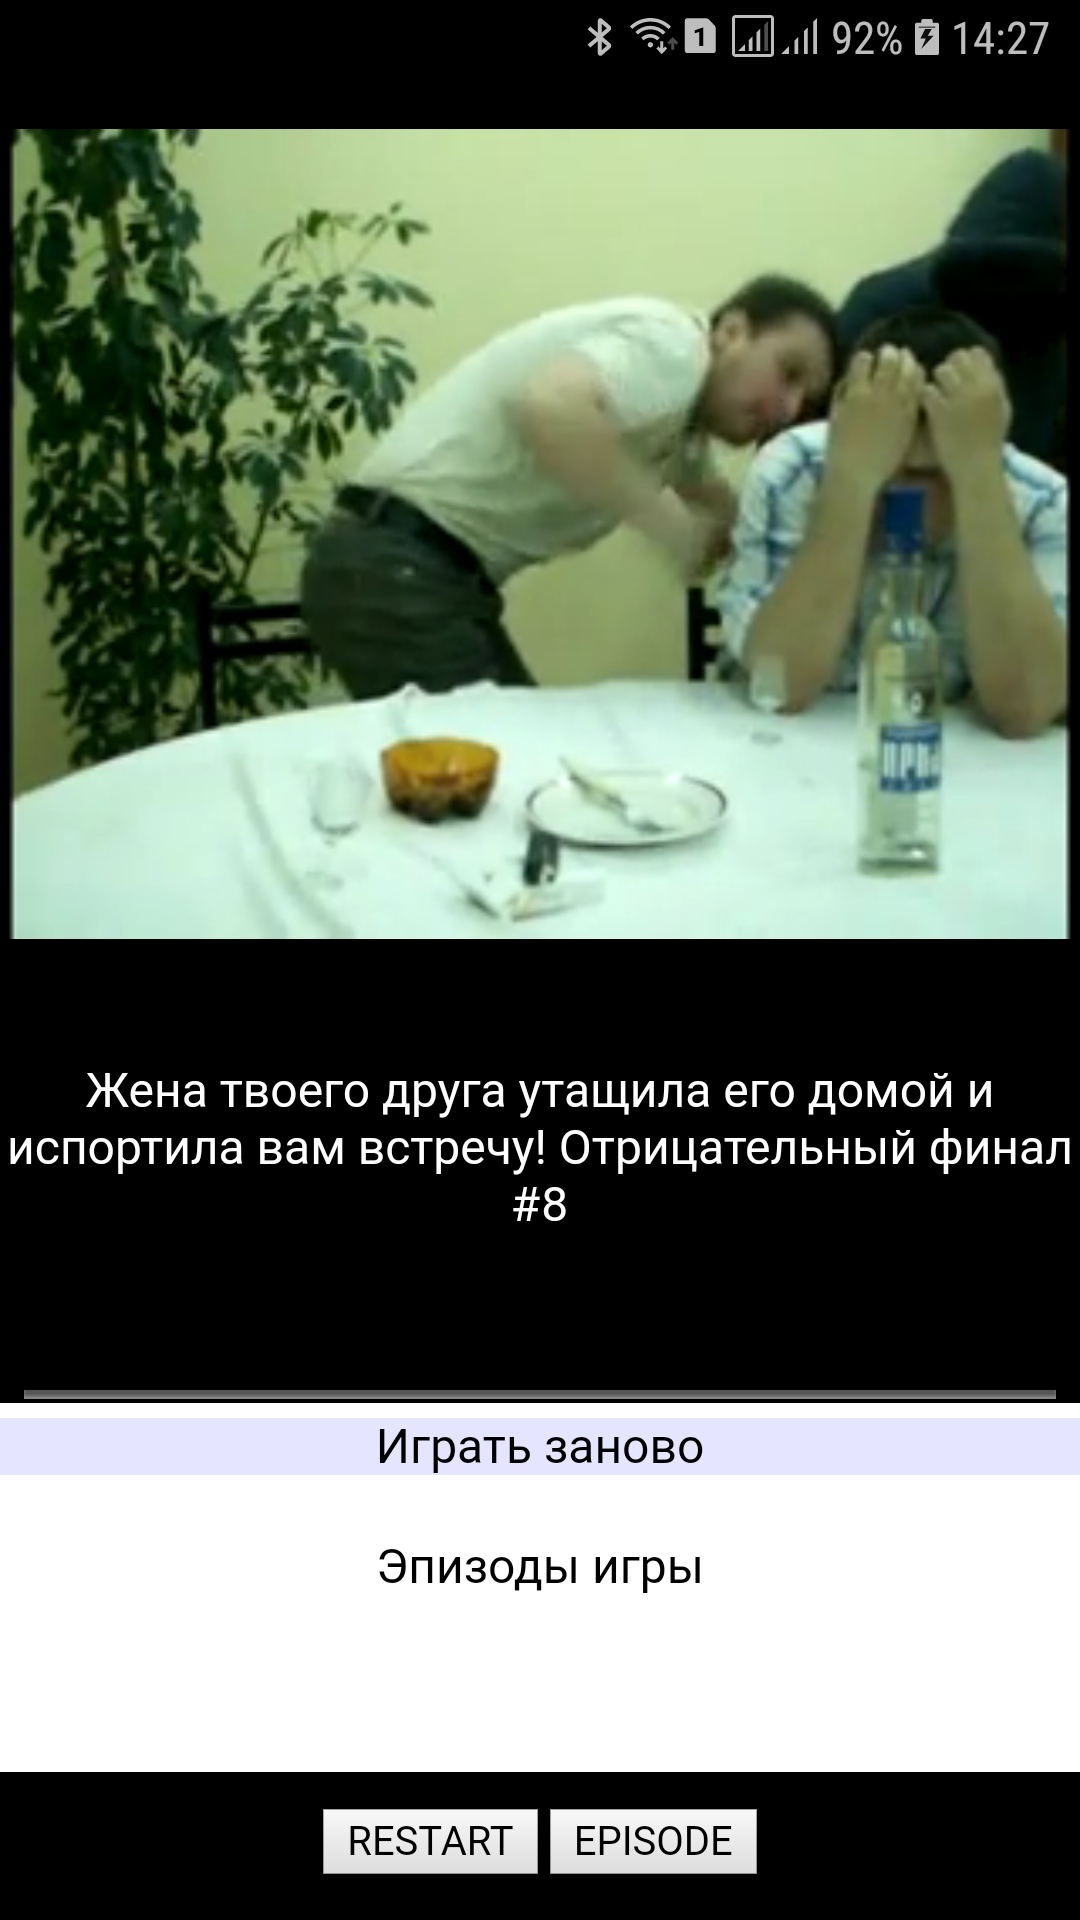 1 92% 14:27
Жена твоего друга утащила его домой и
испортила вам встречу! Отрицательный финал
#8
Играть заново
Эпизоды игры
RESTART EPISODE